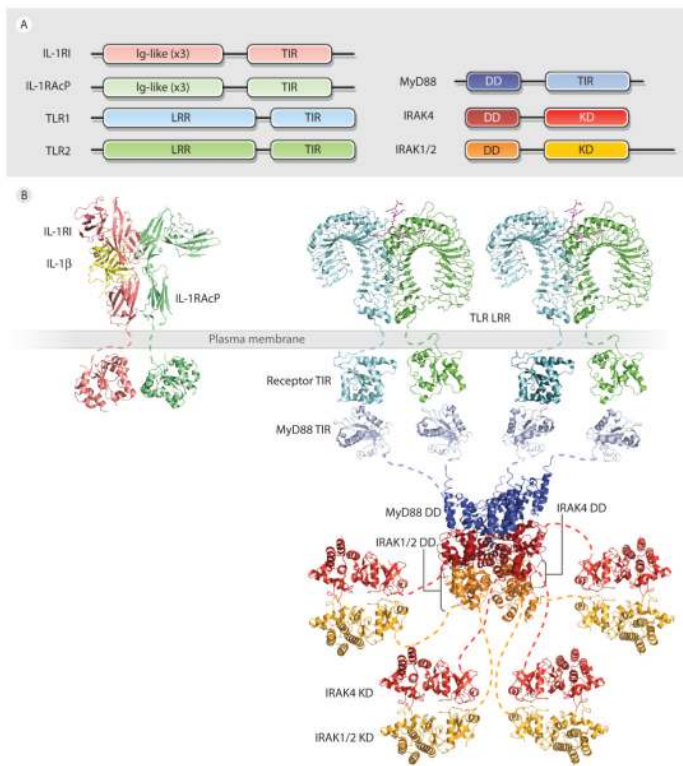 A
IL-1RI
Ig-like (x3)
TIR
IL-1RAcP
Ig-like (x3)
TIR
TLR1
LRR
TIR
TLR2
LRR
TIR
MyD88
DD
TIR
IRAK4
DD
KD
IRAK1/2
DD
KD
B
IL-1RI
IL-1β
IL-1RAcP
TLR LRR
Plasma membrane
Receptor TIR
MyD88 TIR
MyD88 DD
IRAK4 DD
IRAK1/2 DD
IRAK4 KD
IRAK1/2 KD